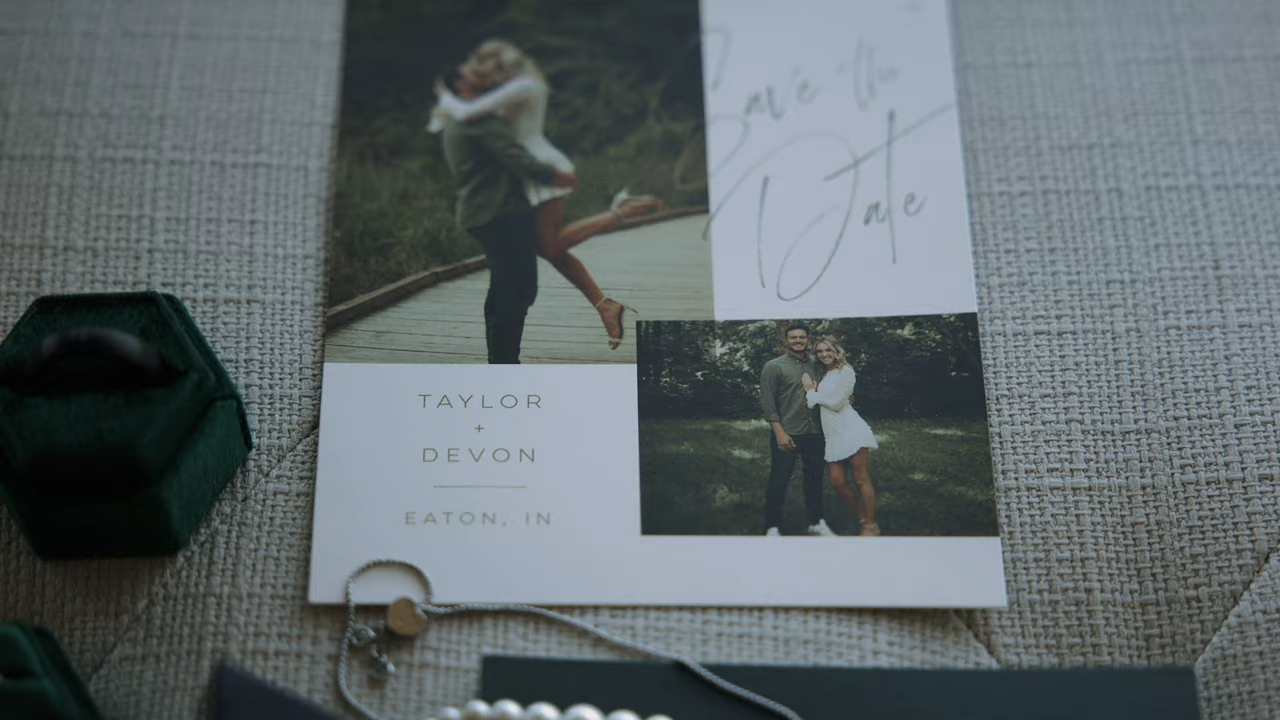 Save the
Date
TAYLOR
+
DEVON
EATON, IN